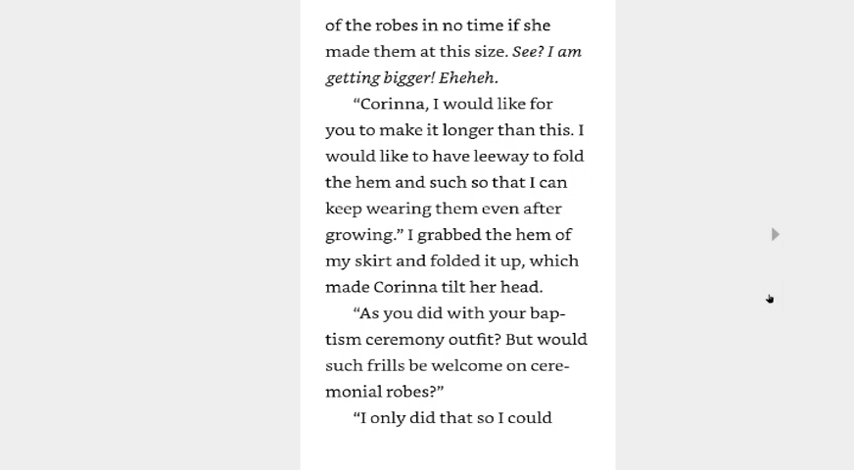 of the robes in no time if she
made them at this size. See? I am
getting bigger! Eheheh.
“Corinna, I would like for
you to make it longer than this. I
would like to have leeway to fold
the hem and such so that I can
keep wearing them even after
growing.” I grabbed the hem of
my skirt and folded it up, which
made Corinna tilt her head.
“As you did with your bap-
tism ceremony outfit? But would
such frills be welcome on cere-
monial robes?”
“I only did that so I could